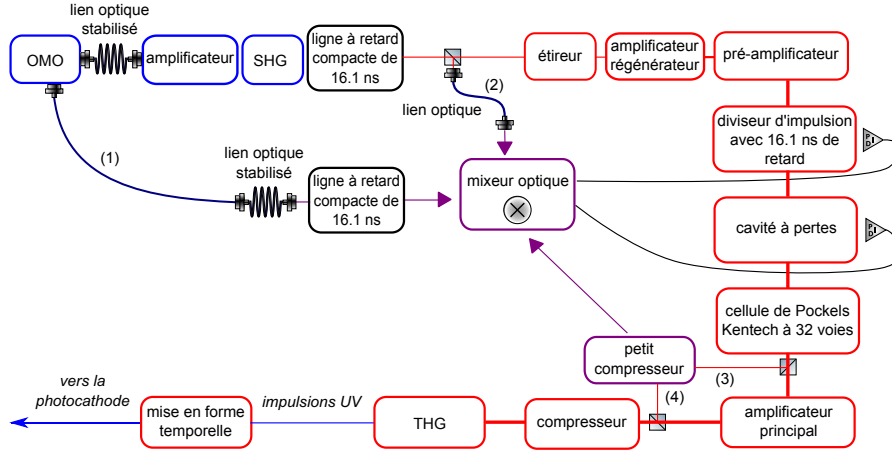 lien optique
stabilisé
OMO
amplificateur
SHG
ligne à retard
compacte de
16.1 ns
étireur
amplificateur
régénérateur
pré-amplificateur
(2)
lien optique
(1)
lien optique
stabilisé
ligne à retard
compacte de
16.1 ns
mixeur optique
diviseur d'impulsion
avec 16.1 ns de
retard
PD
cavité à pertes
PD
cellule de Pockels
Kentech à 32 voies
petit
compresseur
(3)
(4)
vers la
photocathode
mise en forme
temporelle
impulsions UV
THG
compresseur
amplificateur
principal